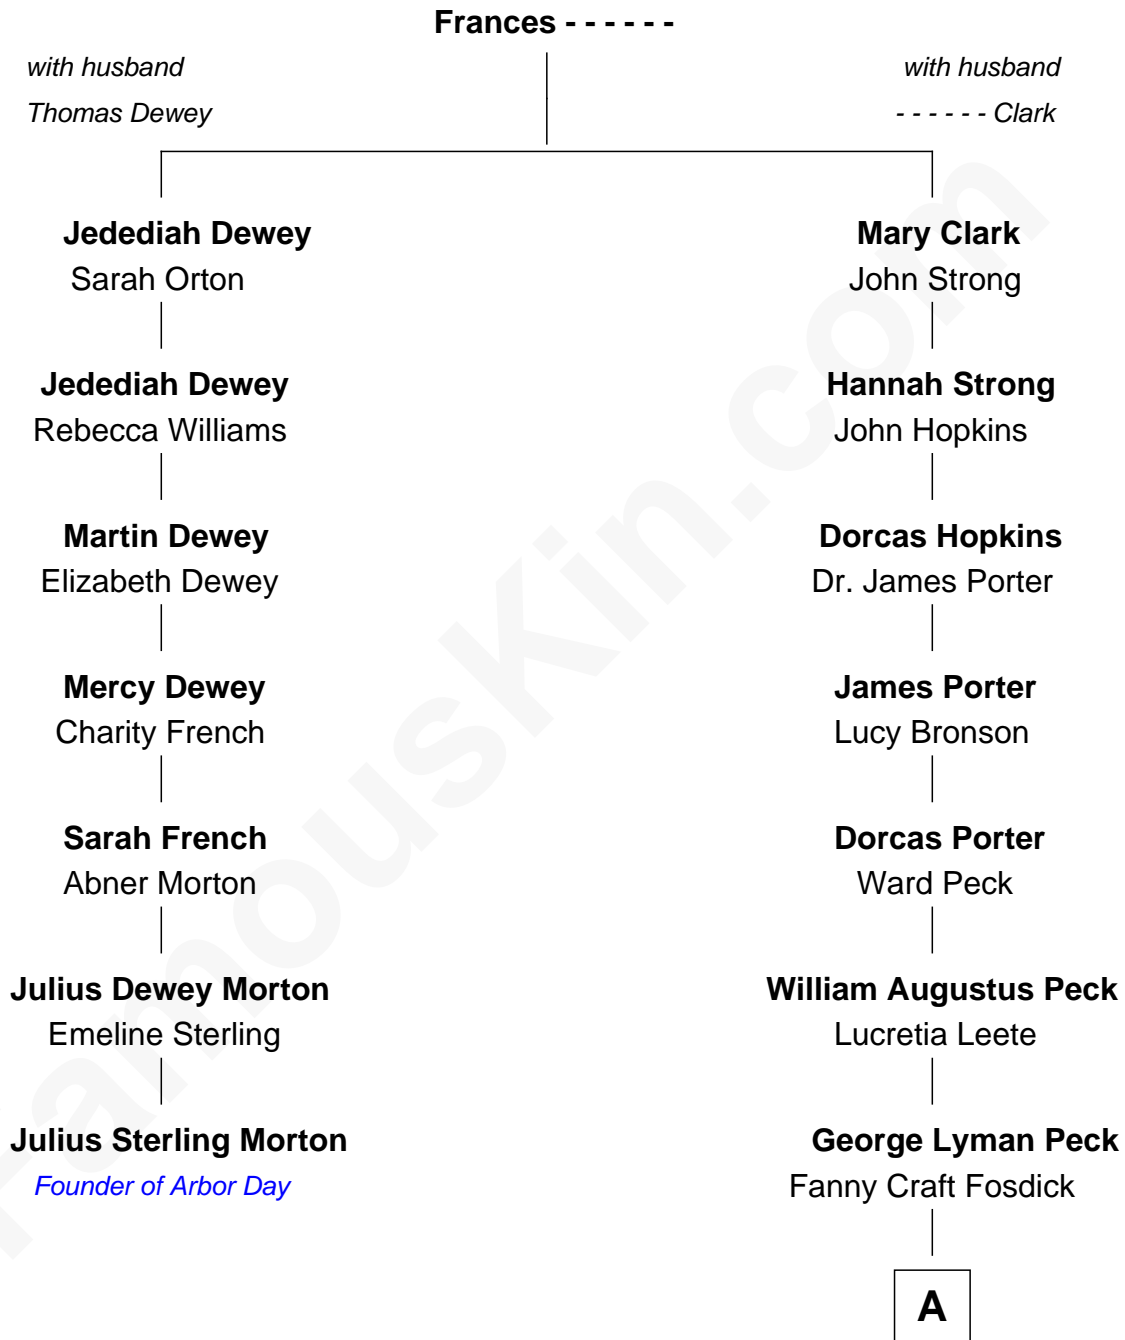 Frances - - - - - -
with husband
Thomas Dewey
with husband
- - - - - - Clark
Jedediah Dewey
Sarah Orton
Mary Clark
John Strong
Jedediah Dewey
Rebecca Williams
Hannah Strong
John Hopkins
Martin Dewey
Elizabeth Dewey
Dorcas Hopkins
Dr. James Porter
Mercy Dewey
Charity French
James Porter
Lucy Bronson
Sarah French
Abner Morton
Dorcas Porter
Ward Peck
Julius Dewey Morton
Emeline Sterling
William Augustus Peck
Lucretia Leete
Julius Sterling Morton
Founder of Arbor Day
George Lyman Peck
Fanny Craft Fosdick
A
FamousKin.com